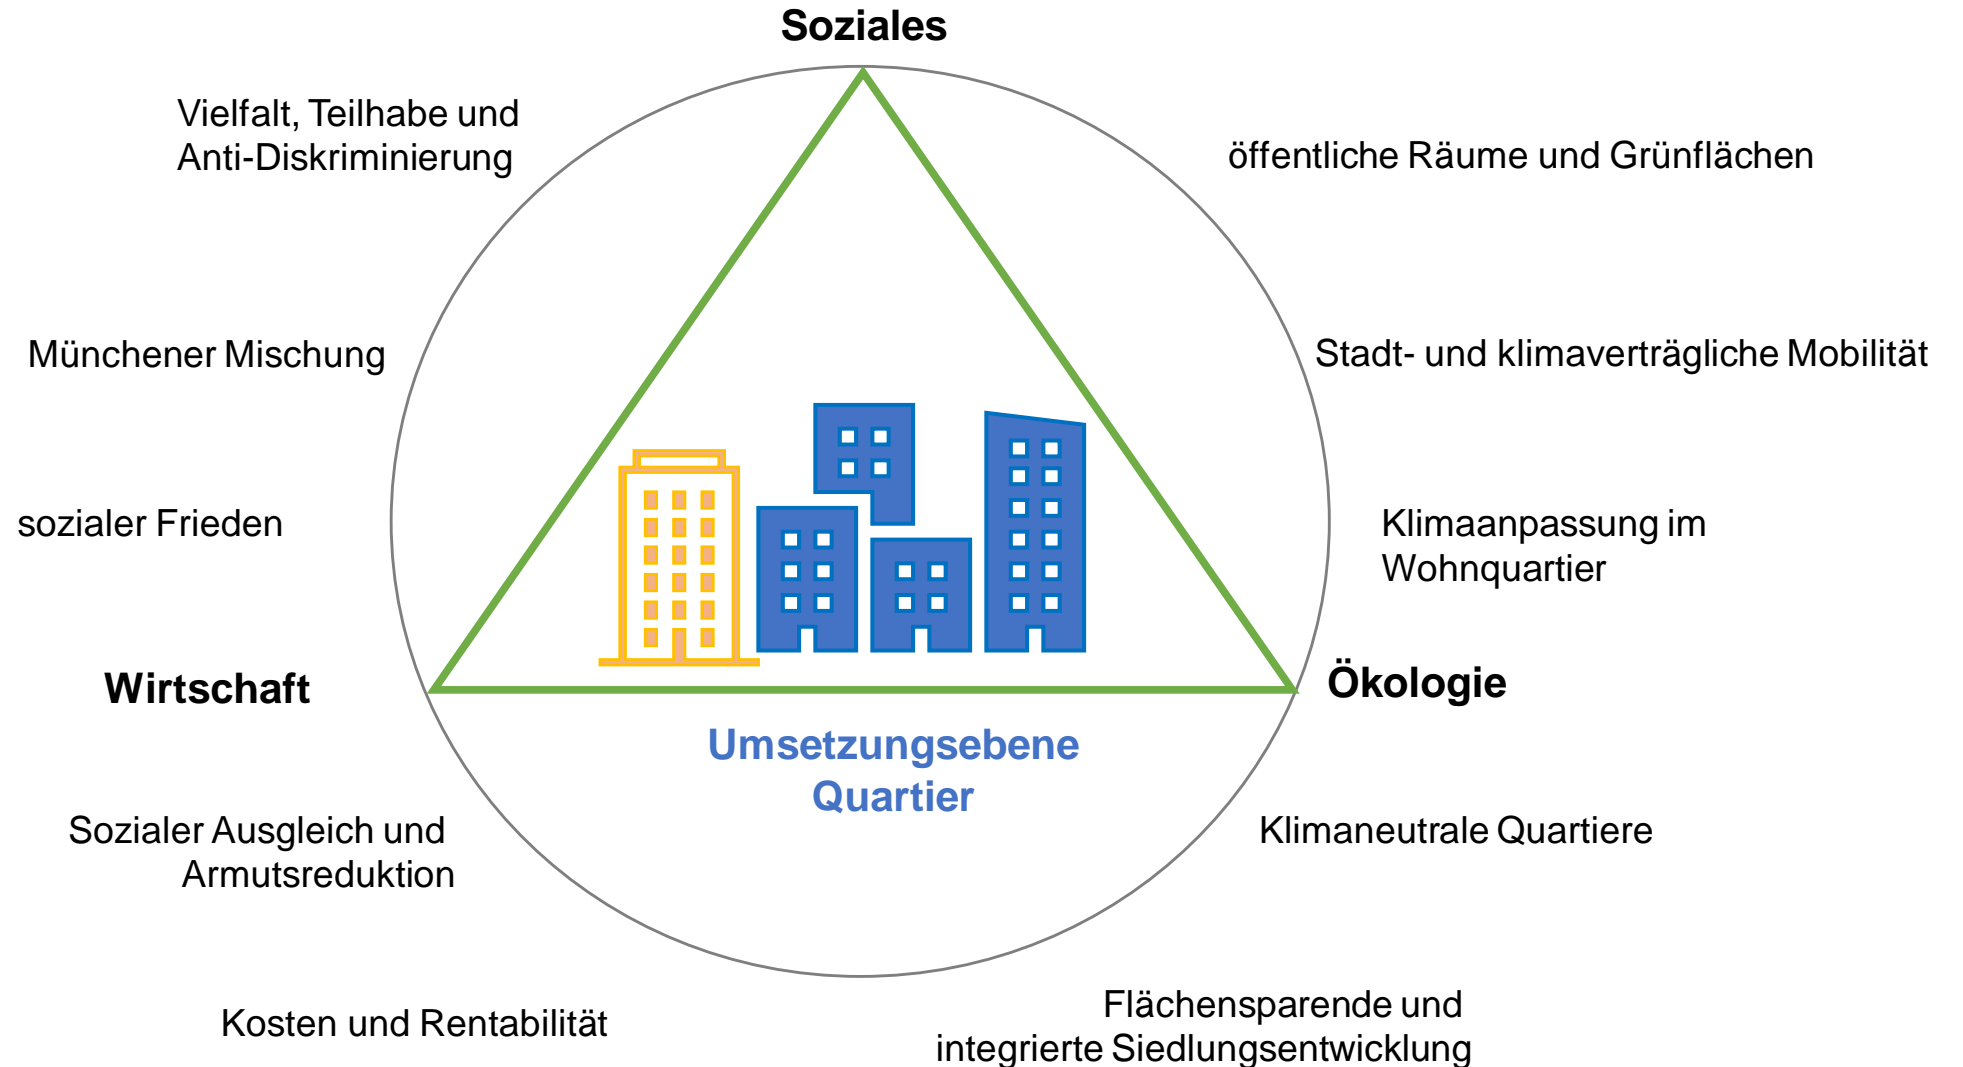 Soziales
Vielfalt, Teilhabe und
Anti-Diskriminierung
öffentliche Räume und Grünflächen
Münchener Mischung
Stadt- und klimaverträgliche Mobilität
sozialer Frieden
Klimaanpassung im
Wohnquartier
Wirtschaft
Ökologie
Umsetzungsebene
Quartier
Sozialer Ausgleich und
Armutsreduktion
Klimaneutrale Quartiere
Kosten und Rentabilität
Flächensparende und
integrierte Siedlungsentwicklung